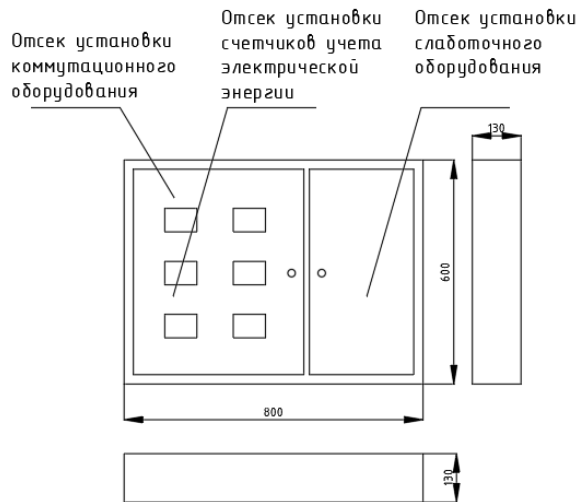 Отсек установки
коммутационного
оборудования
Отсек установки
счетчиков учета
электрической
энергии
Отсек установки
слаботочного
оборудования
130
600
800
130